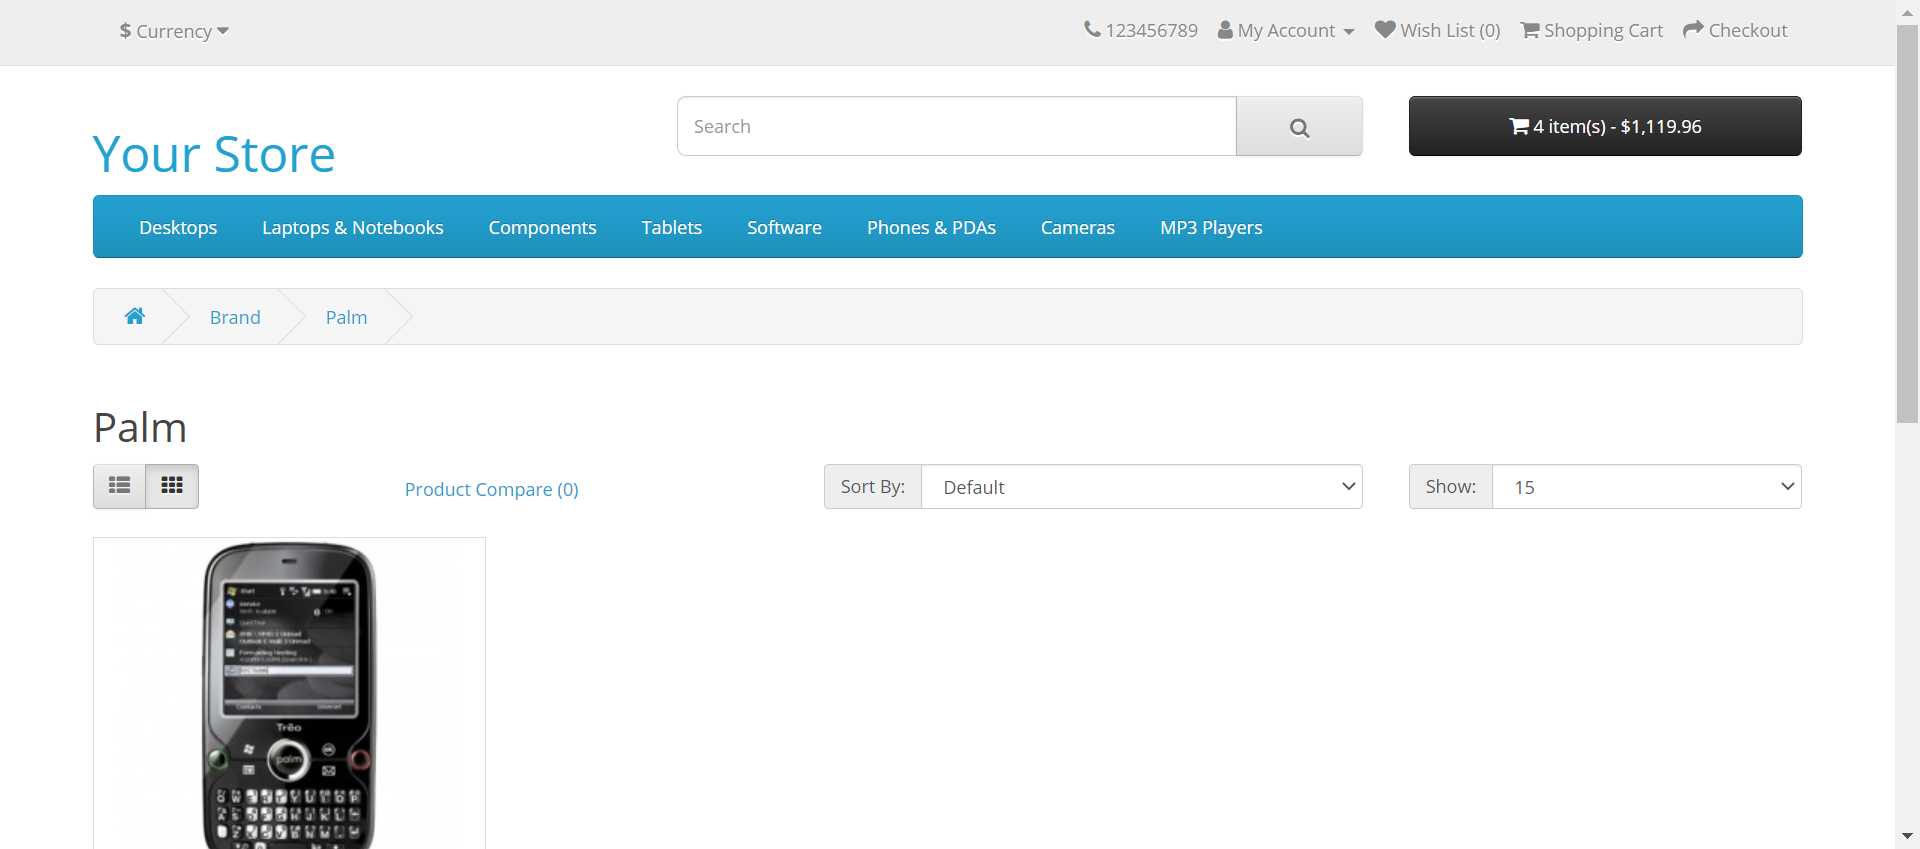 $ Currency
123456789 My Account Wish List (0) Shopping Cart Checkout
Your Store
Search
4 item(s) - $1,119.96
Desktops Laptops & Notebooks Components Tablets Software Phones & PDAs Cameras MP3 Players
Brand Palm
Palm
Product Compare (0)
Sort By: Default
Show: 15
Start
Trēo
palm